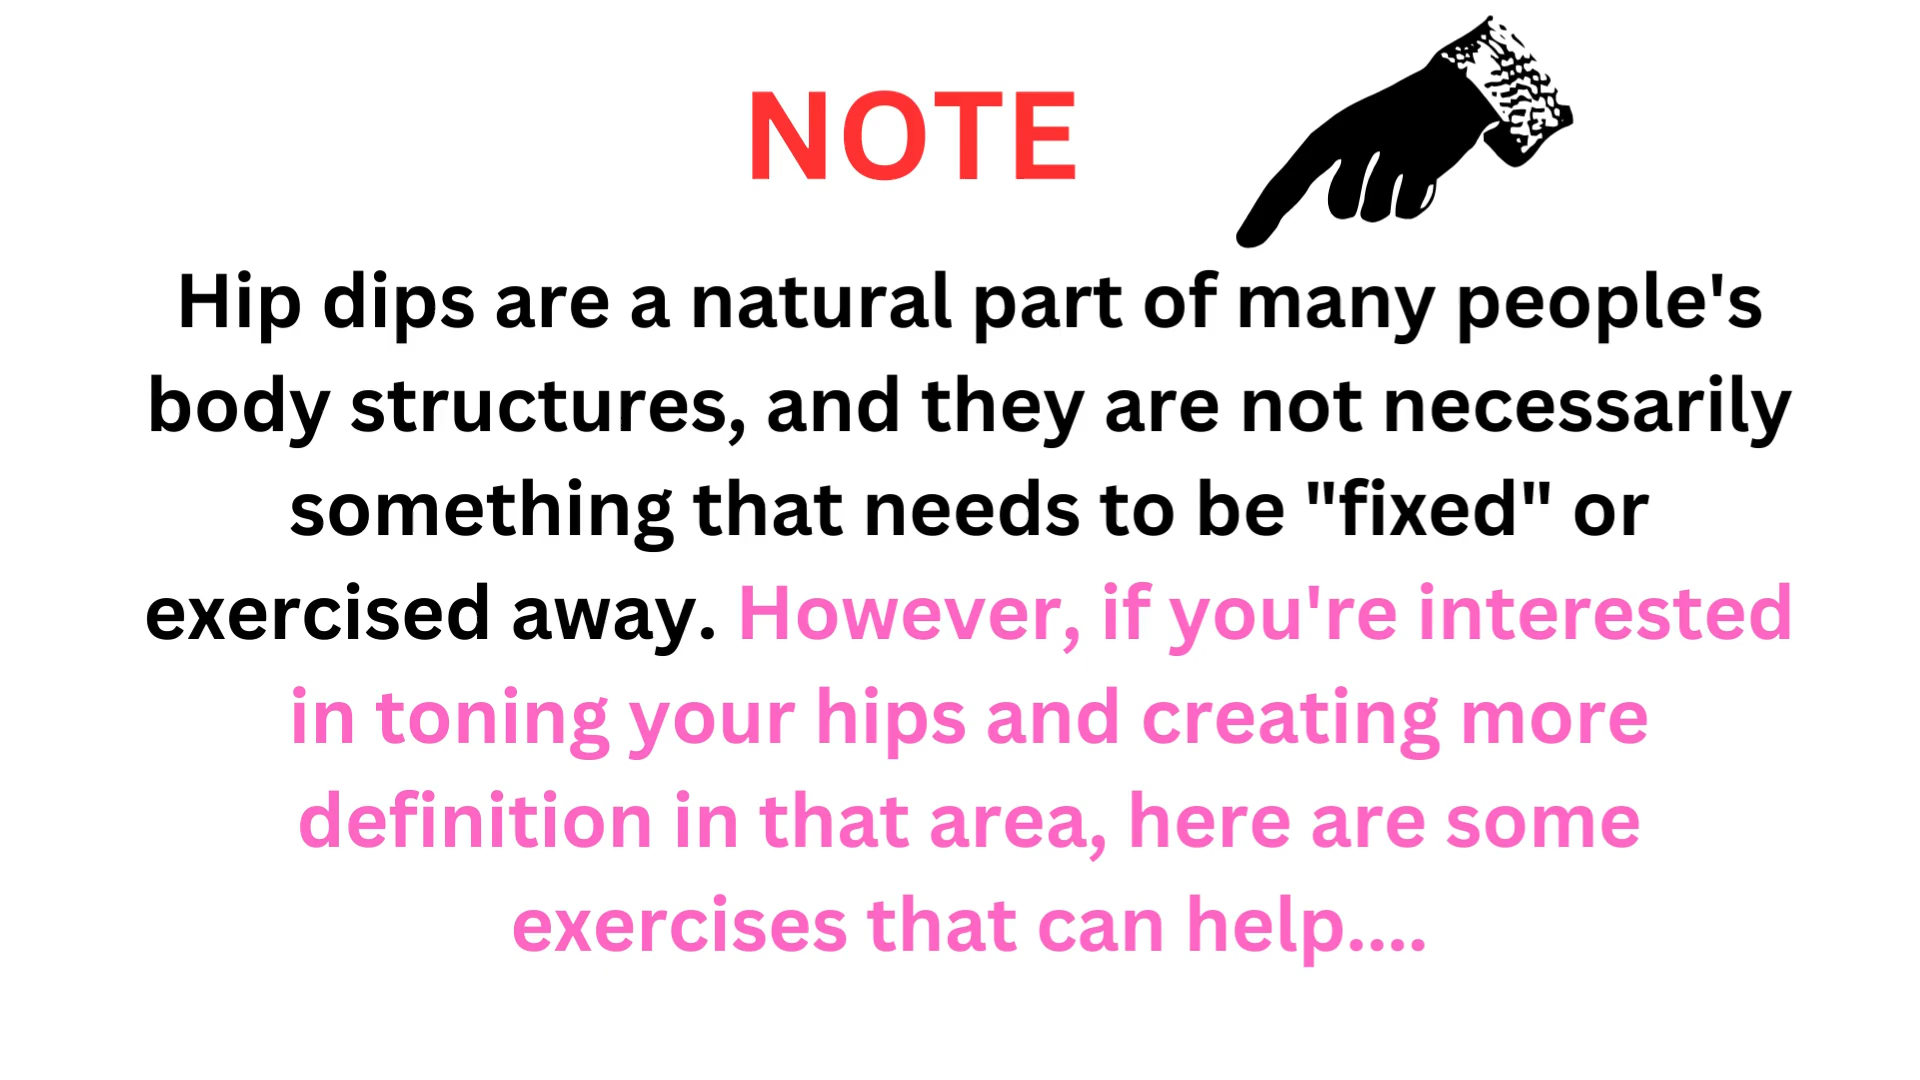 NOTE
Hip dips are a natural part of many people's
body structures, and they are not necessarily
something that needs to be "fixed" or
exercised away. However, if you're interested
in toning your hips and creating more
definition in that area, here are some
exercises that can help....